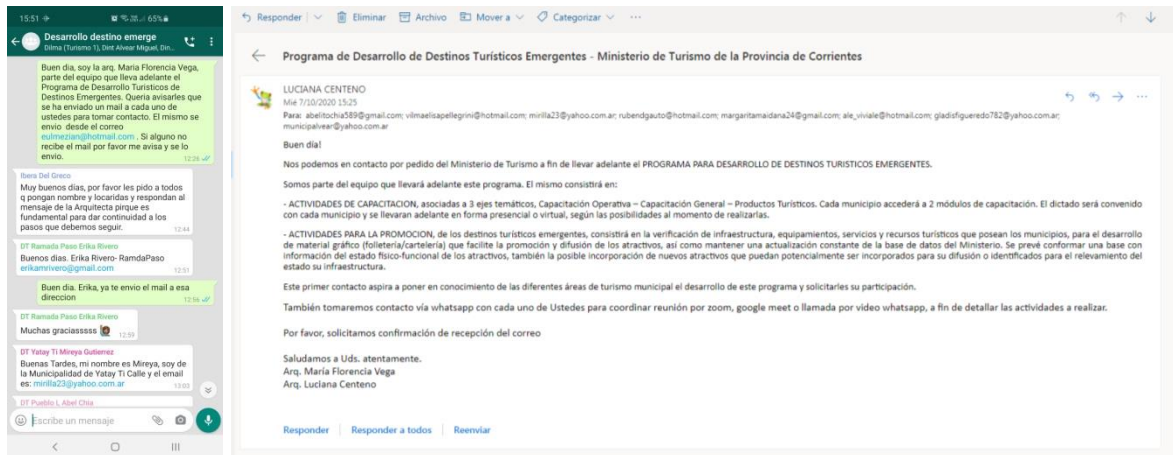 15:51
65%
Desarrollo destino emerge
Dilma (Turismo 1), Dint Alvear Miguel, Din...
Buen dia, soy la arq. Maria Florencia Vega,
parte del equipo que lleva adelante el
Programa de Desarrollo Turisticos de
Destinos Emergentes. Queria avisarles que
se ha enviado un mail a cada uno de
ustedes para tomar contacto. El mismo se
envio desde el correo
eulmezian@hotmail.com . Si alguno no
recibe el mail por favor me avisa y se lo
envio.
12:26
Ibera Del Greco
Muy buenos días, por favor les pido a todos
q pongan nombre y locaridas y respondan al
mensaje de la Arquitecta pirque es
fundamental para dar continuidad a los
pasos que debemos seguir.
12:44
DT Ramada Paso Erika Rivero
Buenos dias. Erika Rivero- RamdaPaso
erikamrivero@gmail.com
12:51
Buen dia. Erika, ya te envio el mail a esa
direccion
12:56
DT Ramada Paso Erika Rivero
Muchas graciasssss
12:59
DT Yatay Ti Mireya Gutierrez
Buenas Tardes, mi nombre es Mireya, soy de
la Municipalidad de Yatay Ti Calle y el email
es: mirilla23@yahoo.com.ar
13:03
DT Pueblo L Abel Chia
Escribe un mensaje
Responder
Eliminar
Archivo
Mover a
Categorizar
Programa de Desarrollo de Destinos Turísticos Emergentes - Ministerio de Turismo de la Provincia de Corrientes
LUCIANA CENTENO
Mié 7/10/2020 15:25
Para: abelitochia589@gmail.com; vilmaelisapellegrini@hotmail.com; mirilla23@yahoo.com.ar; rubendgauto@hotmail.com; margaritamaidana24@gmail.com; ale_viviale@hotmail.com; gladisfigueredo782@yahoo.com.ar;
municipalvear@yahoo.com.ar
Buen día!
Nos podemos en contacto por pedido del Ministerio de Turismo a fin de llevar adelante el PROGRAMA PARA DESARROLLO DE DESTINOS TURISTICOS EMERGENTES.
Somos parte del equipo que llevará adelante este programa. El mismo consistirá en:
- ACTIVIDADES DE CAPACITACION, asociadas a 3 ejes temáticos, Capacitación Operativa – Capacitación General – Productos Turísticos. Cada municipio accederá a 2 módulos de capacitación. El dictado será convenido
con cada municipio y se llevaran adelante en forma presencial o virtual, según las posibilidades al momento de realizarlas.
- ACTIVIDADES PARA LA PROMOCION, de los destinos turísticos emergentes, consistirá en la verificación de infraestructura, equipamientos, servicios y recursos turísticos que posean los municipios, para el desarrollo
de material gráfico (folletería/cartelería) que facilite la promoción y difusión de los atractivos, así como mantener una actualización constante de la base de datos del Ministerio. Se prevé conformar una base con
información del estado físico-funcional de los atractivos, también la posible incorporación de nuevos atractivos que puedan potencialmente ser incorporados para su difusión o identificados para el relevamiento del
estado su infraestructura.
Este primer contacto aspira a poner en conocimiento de las diferentes áreas de turismo municipal el desarrollo de este programa y solicitarles su participación.
También tomaremos contacto vía whatsapp con cada uno de Ustedes para coordinar reunión por zoom, google meet o llamada por video whatsapp, a fin de detallar las actividades a realizar.
Por favor, solicitamos confirmación de recepción del correo
Saludamos a Uds. atentamente.
Arq. María Florencia Vega
Arq. Luciana Centeno
Responder
Responder a todos
Reenviar